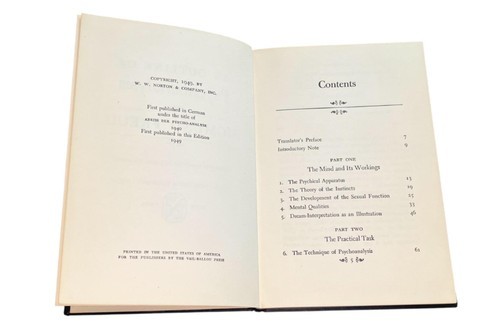 COPYRIGHT, 1949, BY
W. W. NORTON & COMPANY, INC.
First published in German
under the title of
ABRISS DER PSYCHO-ANALYSE
1940
First published in this Edition
1949
PRINTED IN THE UNITED STATES OF AMERICA
FOR THE PUBLISHERS BY THE VAIL-BALLOU PRESS
Contents
Translator's Preface 7
Introductory Note 9
PART ONE
The Mind and Its Workings
1. The Psychical Apparatus 13
2. The Theory of the Instincts 19
3. The Development of the Sexual Function 25
4. Mental Qualities 33
5. Dream-Interpretation as an Illustration 46
PART TWO
The Practical Task
6. The Technique of Psychoanalysis 61
5